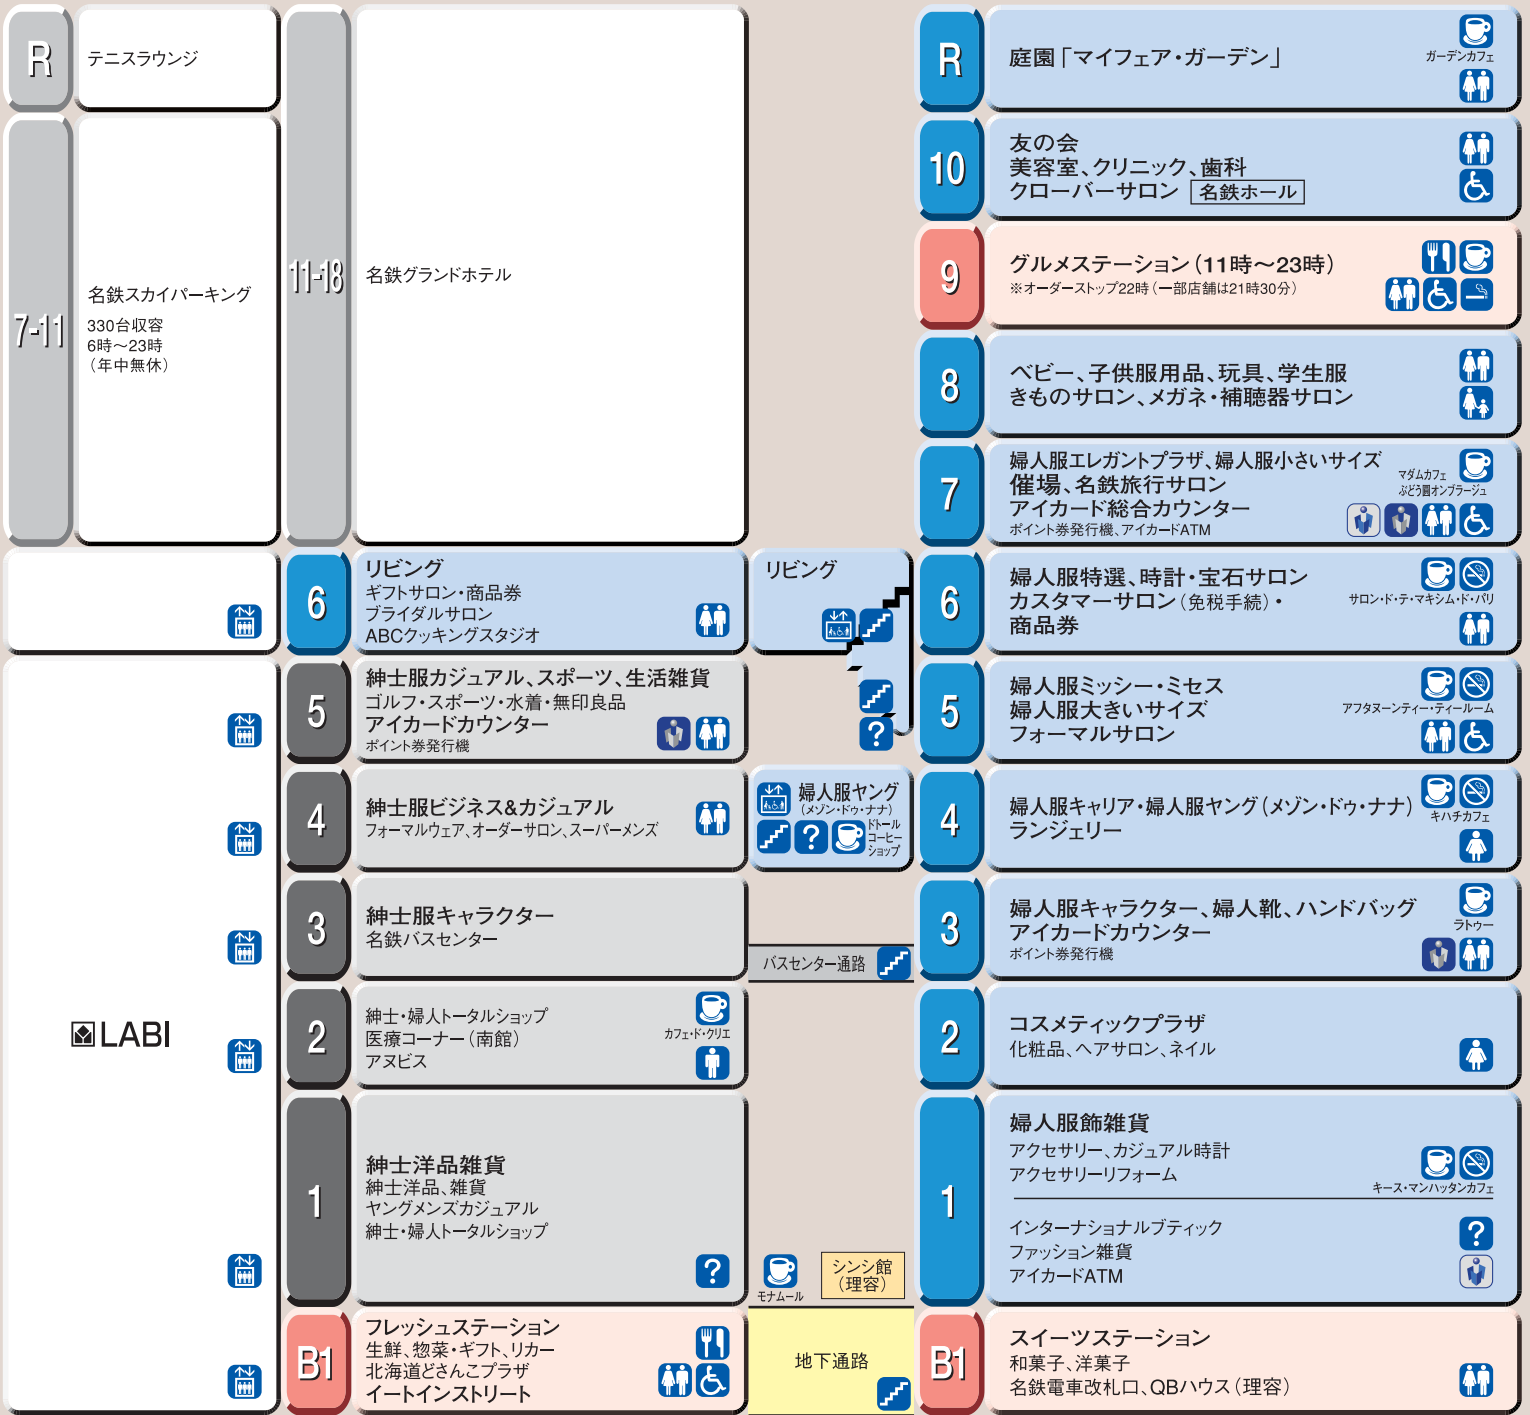 R
テニスラウンジ
7-11
名鉄スカイパーキング
330台収容
6時〜23時
（年中無休）
LABI
11-18
名鉄グランドホテル
6
リビング
ギフトサロン・商品券
ブライダルサロン
ABCクッキングスタジオ
5
紳士服カジュアル、スポーツ、生活雑貨
ゴルフ・スポーツ・水着・無印良品
アイカードカウンター
ポイント券発行機
4
紳士服ビジネス&カジュアル
フォーマルウェア、オーダーサロン、スーパーメンズ
3
紳士服キャラクター
名鉄バスセンター
2
紳士・婦人トータルショップ
医療コーナー（南館）
アヌビス
カフェ・ド・クリエ
1
紳士洋品雑貨
紳士洋品、雑貨
ヤングメンズカジュアル
紳士・婦人トータルショップ
?
B1
フレッシュステーション
生鮮、惣菜・ギフト、リカー
北海道どさんこプラザ
イートインストリート
リビング
?
婦人服ヤング
（メゾン・ドゥ・ナナ）
?
ドトール
コーヒー
ショップ
バスセンター通路
モナムール
シンシ館
（理容）
地下通路
R
庭園「マイフェア・ガーデン」
ガーデンカフェ
10
友の会
美容室、クリニック、歯科
クローバーサロン 名鉄ホール
9
グルメステーション（11時〜23時）
※オーダーストップ22時（一部店舗は21時30分）
8
ベビー、子供服用品、玩具、学生服
きものサロン、メガネ・補聴器サロン
7
婦人服エレガントプラザ、婦人服小さいサイズ
催場、名鉄旅行サロン
アイカード総合カウンター
ポイント券発行機、アイカードATM
マダムカフェ
ぶどう園オンブラージュ
6
婦人服特選、時計・宝石サロン
カスタマーサロン（免税手続）・
商品券
サロン・ド・テ・マキシム・ド・パリ
5
婦人服ミッシー・ミセス
婦人服大きいサイズ
フォーマルサロン
アフタヌーンティー・ティールーム
4
婦人服キャリア・婦人服ヤング（メゾン・ドゥ・ナナ）
ランジェリー
キハチカフェ
3
婦人服キャラクター、婦人靴、ハンドバッグ
アイカードカウンター
ポイント券発行機
ラトゥー
2
コスメティックプラザ
化粧品、ヘアサロン、ネイル
1
婦人服飾雑貨
アクセサリー、カジュアル時計
アクセサリーリフォーム
キース・マンハッタンカフェ
インターナショナルブティック
ファッション雑貨
アイカードATM
?
B1
スイーツステーション
和菓子、洋菓子
名鉄電車改札口、QBハウス（理容）